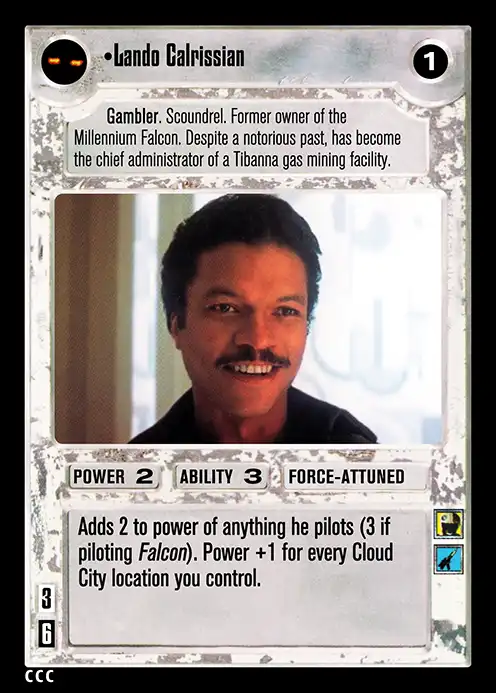 •Lando Calrissian
1
Gambler. Scoundrel. Former owner of the
Millennium Falcon. Despite a notorious past, has become
the chief administrator of a Tibanna gas mining facility.
POWER 2 ABILITY 3 FORCE-ATTUNED
Adds 2 to power of anything he pilots (3 if
piloting Falcon). Power +1 for every Cloud
City location you control.
3
6
CCC